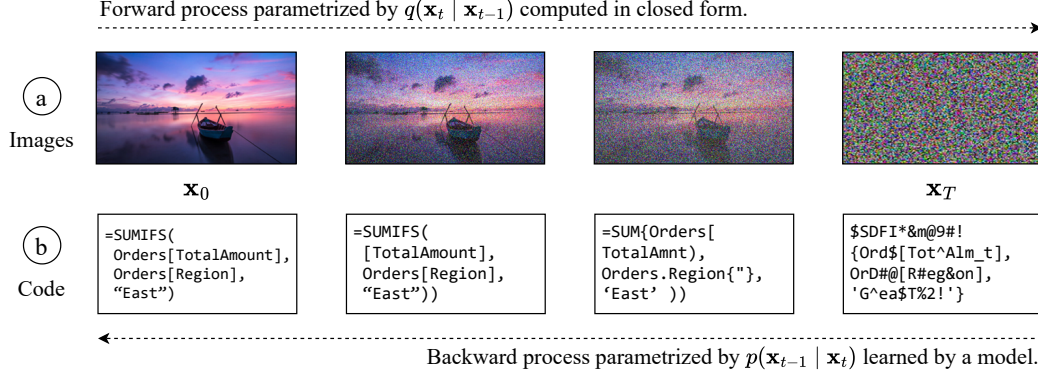 Forward process parametrized by q(x_t | x_{t−1}) computed in closed form.
a
Images
x_0
x_T
b
Code
=SUMIFS(
Orders[TotalAmount],
Orders[Region],
“East”)
=SUMIFS(
[TotalAmount],
Orders[Region],
“East”))
=SUM{Orders[
TotalAmnt),
Orders.Region{"},
‘East’ ))
$SDFI*&m@9#!
{Ord$[Tot^Alm_t],
OrD#@[R#eg&on],
'G^ea$T%2!'}
Backward process parametrized by p(x_{t−1} | x_t) learned by a model.